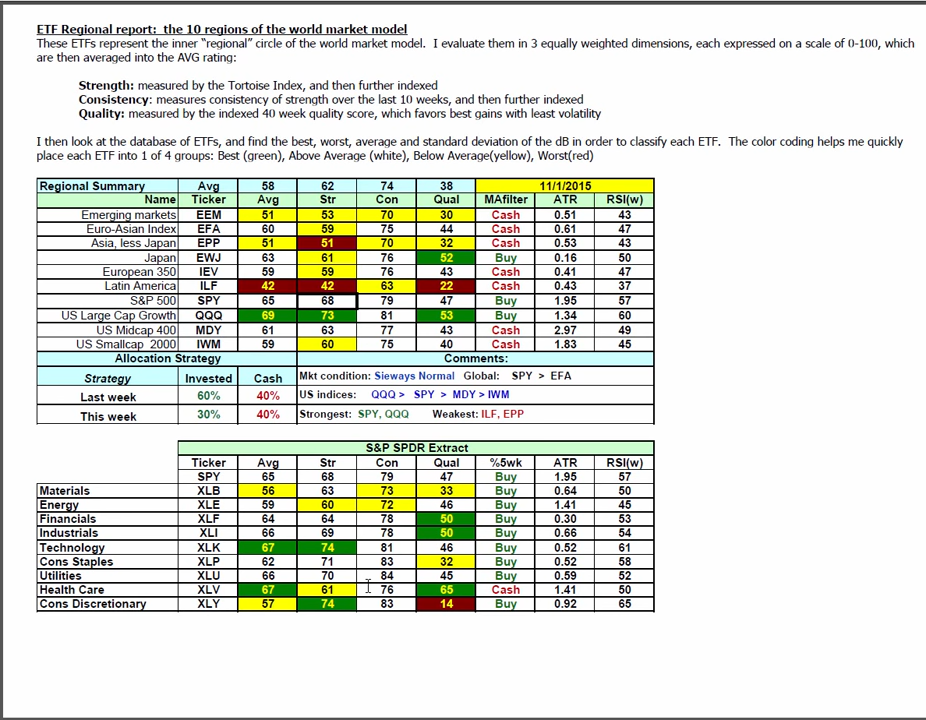 ETF Regional report:  the 10 regions of the world market model
These ETFs represent the inner “regional” circle of the world market model.  I evaluate them in 3 equally weighted dimensions, each expressed on a scale of 0-100, which
are then averaged into the AVG rating:
Strength: measured by the Tortoise Index, and then further indexed
Consistency: measures consistency of strength over the last 10 weeks, and then further indexed
Quality: measured by the indexed 40 week quality score, which favors best gains with least volatility
I then look at the database of ETFs, and find the best, worst, average and standard deviation of the dB in order to classify each ETF.  The color coding helps me quickly
place each ETF into 1 of 4 groups: Best (green), Above Average (white), Below Average(yellow), Worst(red)
Regional Summary Avg 58 62 74 38 11/1/2015
Name Ticker Avg Str Con Qual MAfilter ATR RSI(w)
Emerging markets EEM 51 53 70 30 Cash 0.51 43
Euro-Asian Index EFA 60 59 75 44 Cash 0.61 47
Asia, less Japan EPP 51 51 70 32 Cash 0.53 43
Japan EWJ 63 61 76 52 Buy 0.16 50
European 350 IEV 59 59 76 43 Cash 0.41 47
Latin America ILF 42 42 63 22 Cash 0.43 37
S&P 500 SPY 65 68 79 47 Buy 1.95 57
US Large Cap Growth QQQ 69 73 81 53 Buy 1.34 60
US Midcap 400 MDY 61 63 77 43 Cash 2.97 49
US Smallcap  2000 IWM 59 60 75 40 Cash 1.83 45
Allocation Strategy Comments:
Strategy Invested Cash Mkt condition: Sieways Normal  Global:  SPY > EFA
Last week 60% 40% US indices:  QQQ >  SPY > MDY > IWM
This week 30% 40% Strongest:  SPY, QQQ  Weakest: ILF, EPP
S&P SPDR Extract
Ticker Avg Str Con Qual %5wk ATR RSI(w)
SPY 65 68 79 47 Buy 1.95 57
Materials XLB 56 63 73 33 Buy 0.64 50
Energy XLE 59 60 72 46 Buy 1.41 45
Financials XLF 64 64 78 50 Buy 0.30 53
Industrials XLI 66 69 78 50 Buy 0.66 54
Technology XLK 67 74 81 46 Buy 0.52 61
Cons Staples XLP 62 71 83 32 Buy 0.52 58
Utilities XLU 66 70 84 45 Buy 0.59 52
Health Care XLV 67 61 76 65 Cash 1.41 50
Cons Discretionary XLY 57 74 83 14 Buy 0.92 65